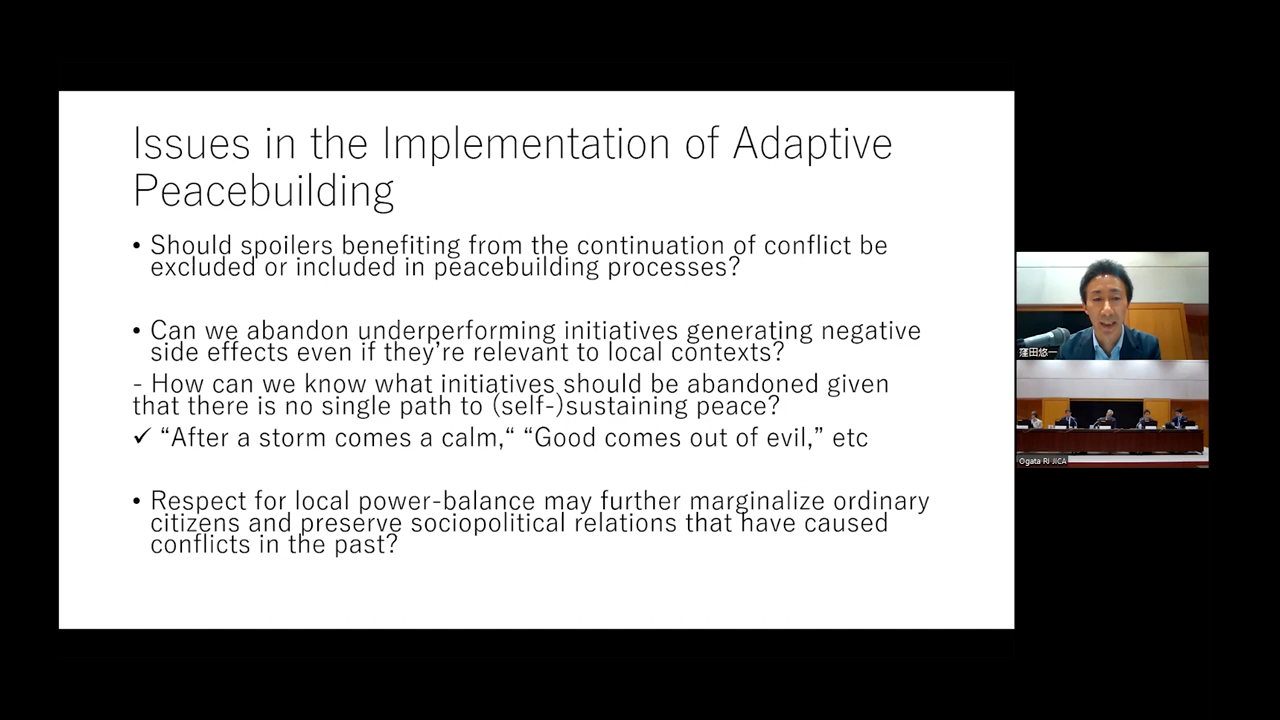 Issues in the Implementation of Adaptive
Peacebuilding
• Should spoilers benefiting from the continuation of conflict be
excluded or included in peacebuilding processes?
• Can we abandon underperforming initiatives generating negative
side effects even if they’re relevant to local contexts?
- How can we know what initiatives should be abandoned given
that there is no single path to (self-)sustaining peace?
✓ “After a storm comes a calm,“ “Good comes out of evil,” etc
• Respect for local power-balance may further marginalize ordinary
citizens and preserve sociopolitical relations that have caused
conflicts in the past?
窪田悠一
Ogata RI JICA